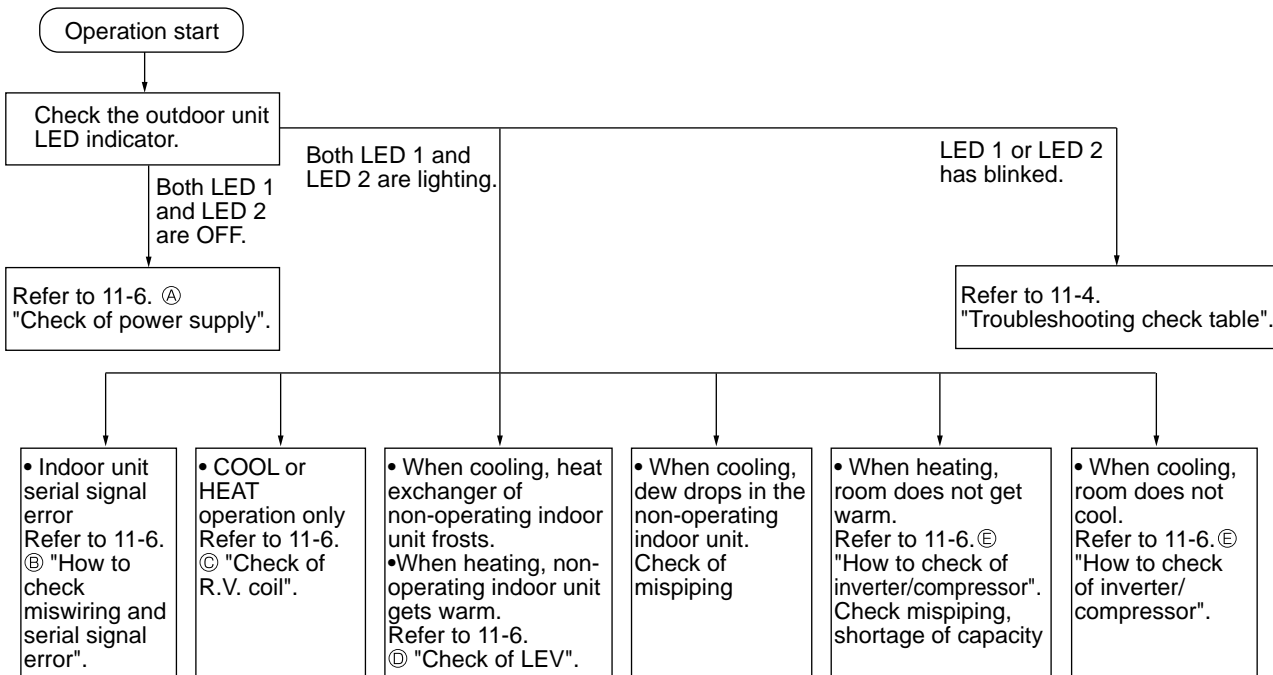 Operation start
Check the outdoor unit
LED indicator.
Both LED 1
and LED 2
are OFF.
Both LED 1 and
LED 2 are lighting.
LED 1 or LED 2
has blinked.
Refer to 11-6. Ⓐ
"Check of power supply".
Refer to 11-4.
"Troubleshooting check table".
• Indoor unit
serial signal
error
Refer to 11-6.
Ⓑ "How to
check
miswiring and
serial signal
error".
• COOL or
HEAT
operation only
Refer to 11-6.
Ⓒ "Check of
R.V. coil".
• When cooling, heat
exchanger of
non-operating indoor
unit frosts.
•When heating, non-
operating indoor unit
gets warm.
Refer to 11-6.
Ⓓ "Check of LEV".
• When cooling,
dew drops in the
non-operating
indoor unit.
Check of
mispiping
• When heating,
room does not get
warm.
Refer to 11-6.Ⓔ
"How to check of
inverter/compressor".
Check mispiping,
shortage of capacity
• When cooling,
room does not
cool.
Refer to 11-6.Ⓔ
"How to check
of inverter/
compressor".